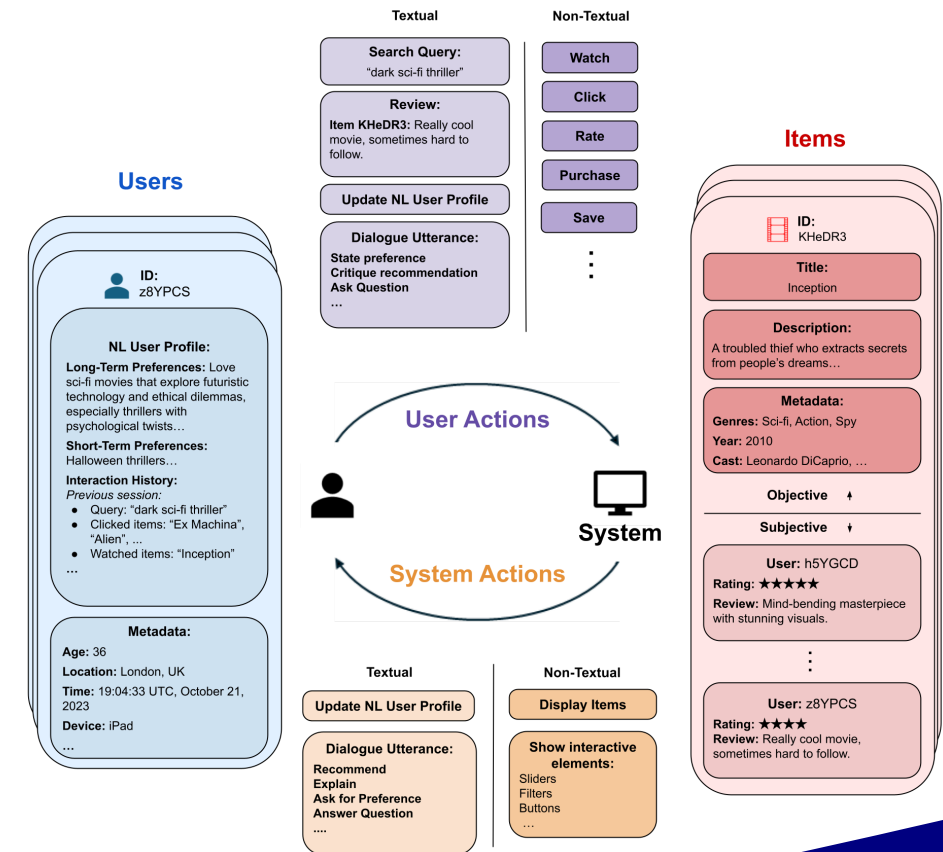 Textual
Non-Textual
Search Query:
“dark sci-fi thriller”
Review:
Item KHeDR3: Really cool
movie, sometimes hard to
follow.
Update NL User Profile
Dialogue Utterance:
State preference
Critique recommendation
Ask Question
…
Watch
Click
Rate
Purchase
Save
⋮
Users
ID:
z8YPCS
NL User Profile:
Long-Term Preferences: Love
sci-fi movies that explore futuristic
technology and ethical dilemmas,
especially thrillers with
psychological twists…
Short-Term Preferences:
Halloween thrillers…
Interaction History:
Previous session:
● Query: “dark sci-fi thriller”
● Clicked items: “Ex Machina”,
“Alien”, ...
● Watched items: “Inception”
…
Metadata:
Age: 36
Location: London, UK
Time: 19:04:33 UTC, October 21,
2023
Device: iPad
…
User Actions
System
System Actions
Textual
Non-Textual
Update NL User Profile
Dialogue Utterance:
Recommend
Explain
Ask for Preference
Answer Question
....
Display Items
Show interactive
elements:
Sliders
Filters
Buttons
…
Items
ID:
KHeDR3
Title:
Inception
Description:
A troubled thief who extracts secrets
from people’s dreams…
Metadata:
Genres: Sci-fi, Action, Spy
Year: 2010
Cast: Leonardo DiCaprio, …
Objective
Subjective
User: h5YGCD
Rating: ★★★★★
Review: Mind-bending masterpiece
with stunning visuals.
⋮
User: z8YPCS
Rating: ★★★★
Review: Really cool movie,
sometimes hard to follow.